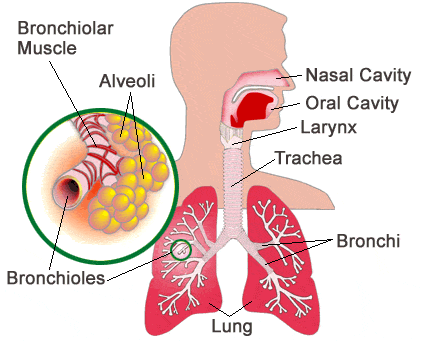 Bronchiolar
Muscle
Alveoli
Nasal Cavity
Oral Cavity
Larynx
Trachea
Bronchi
Bronchioles
Lung